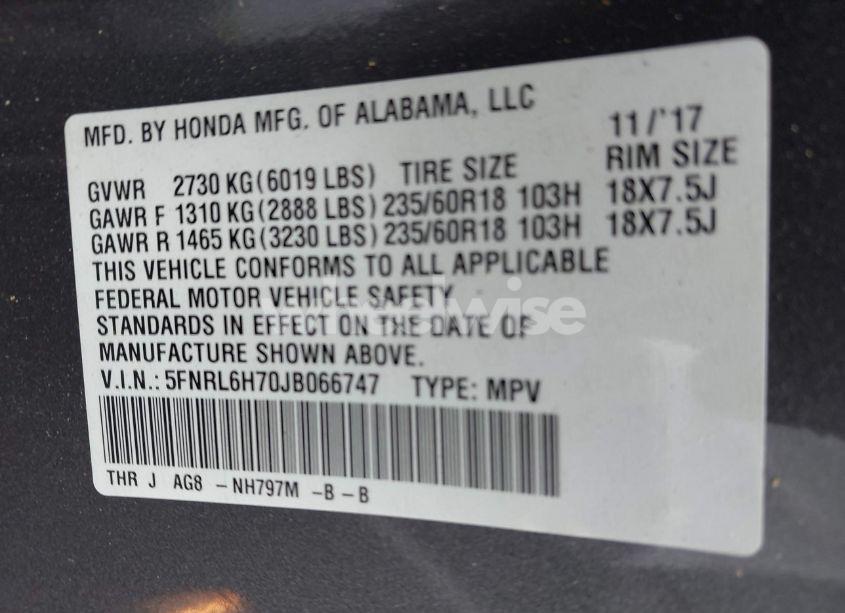 MFD. BY HONDA MFG. OF ALABAMA, LLC 11/'17
GVWR 2730 KG(6019 LBS) TIRE SIZE RIM SIZE
GAWR F 1310 KG(2888 LBS) 235/60R18 103H 18X7.5J
GAWR R 1465 KG(3230 LBS) 235/60R18 103H 18X7.5J
THIS VEHICLE CONFORMS TO ALL APPLICABLE
FEDERAL MOTOR VEHICLE SAFETY
STANDARDS IN EFFECT ON THE DATE OF
MANUFACTURE SHOWN ABOVE.
V.I.N.: 5FNRL6H70JB066747 TYPE: MPV
THR J AG8 – NH797M –B – B